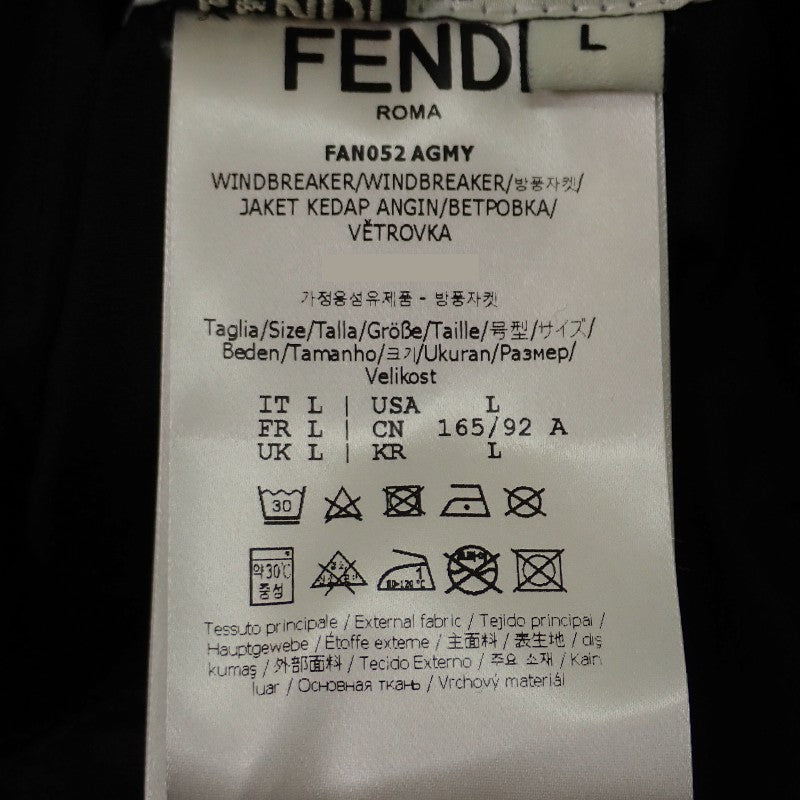 FENDI
L
FEND
ROMA
FAN052 AGMY
WINDBREAKER/WINDBREAKER/방풍자켓/
JAKET KEDAP ANGIN/ВЕТРОВКА/
VĚTROVKA
가정용섬유제품 - 방풍자켓
Taglia/Size/Talla/Größe/Taille/号型/サイズ/
Beden/Tamanho/크기/Ukuran/Размер/
Velikost
IT L | USA L
FR L | CN 165/92 A
UK L | KR L
30
약30℃
중성
80~120℃
Tessuto principale / External fabric / Tejido principal /
Hauptgewebe / Étoffe externe / 主面料 / 表生地 / dış
kumaş / 外部面料 / Tecido Externo / 주요 소재 / Kain
luar / Основная ткань / Vrchový materiál